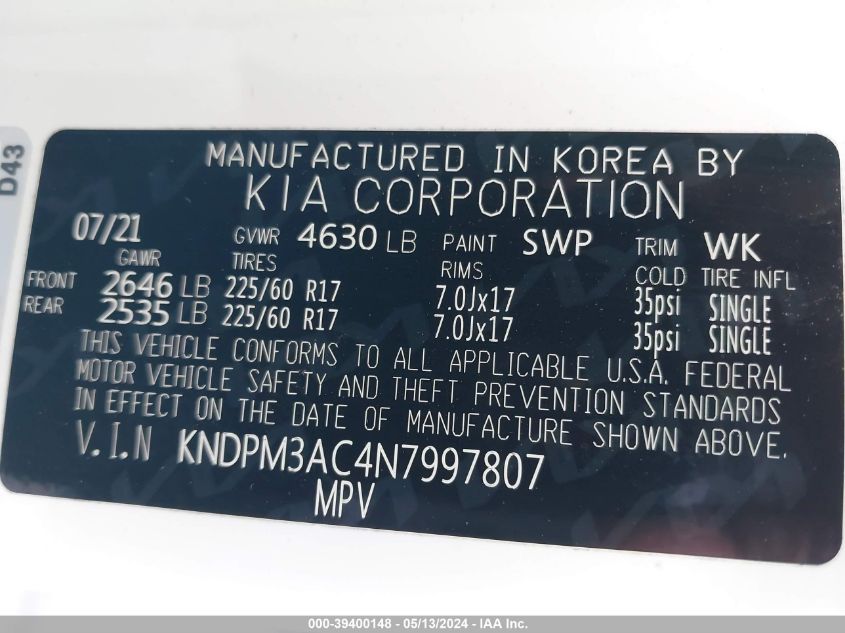 D43
MANUFACTURED IN KOREA BY
KIA CORPORATION
07/21 GVWR 4630 LB PAINT SWP TRIM WK
GAWR TIRES RIMS COLD TIRE INFL
FRONT 2646 LB 225/60 R17 7.0Jx17 35psi SINGLE
REAR 2535 LB 225/60 R17 7.0Jx17 35psi SINGLE
THIS VEHICLE CONFORMS TO ALL APPLICABLE U.S.A. FEDERAL
MOTOR VEHICLE SAFETY AND THEFT PREVENTION STANDARDS
IN EFFECT ON THE DATE OF MANUFACTURE SHOWN ABOVE.
V.I.N KNDPM3AC4N7997807
MPV
000-39400148 - 05/13/2024 - IAA Inc.